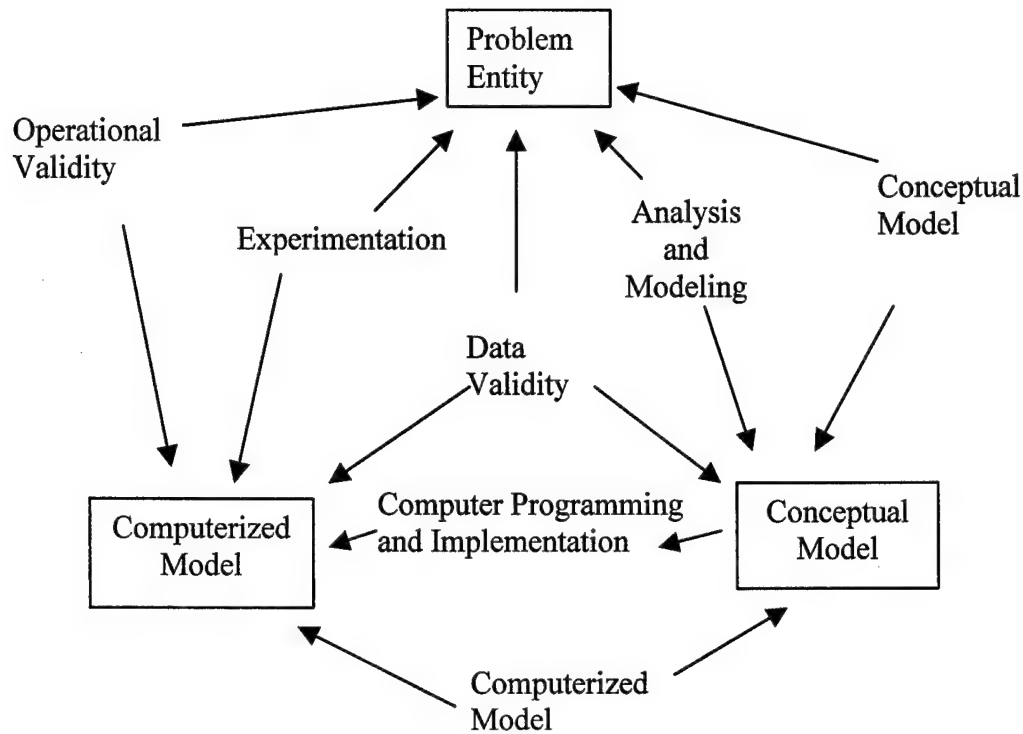 Problem
Entity
Operational
Validity
Conceptual
Model
Experimentation
Analysis
and
Modeling
Data
Validity
Computer Programming
and Implementation
Computerized
Model
Conceptual
Model
Computerized
Model